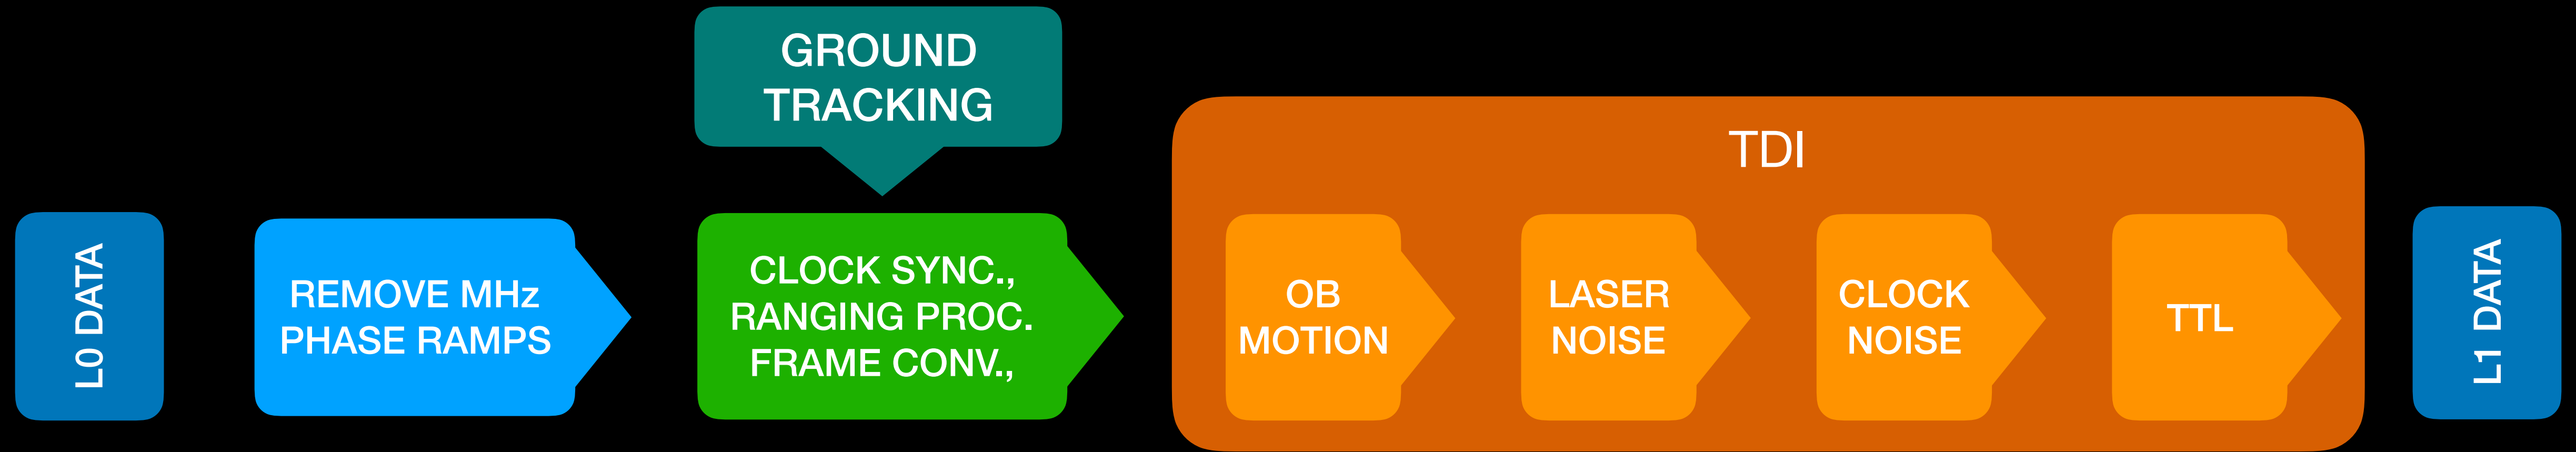 GROUND
TRACKING
TDI
L0 DATA
REMOVE MHz
PHASE RAMPS
CLOCK SYNC.,
RANGING PROC.
FRAME CONV.,
OB
MOTION
LASER
NOISE
CLOCK
NOISE
TTL
L1 DATA